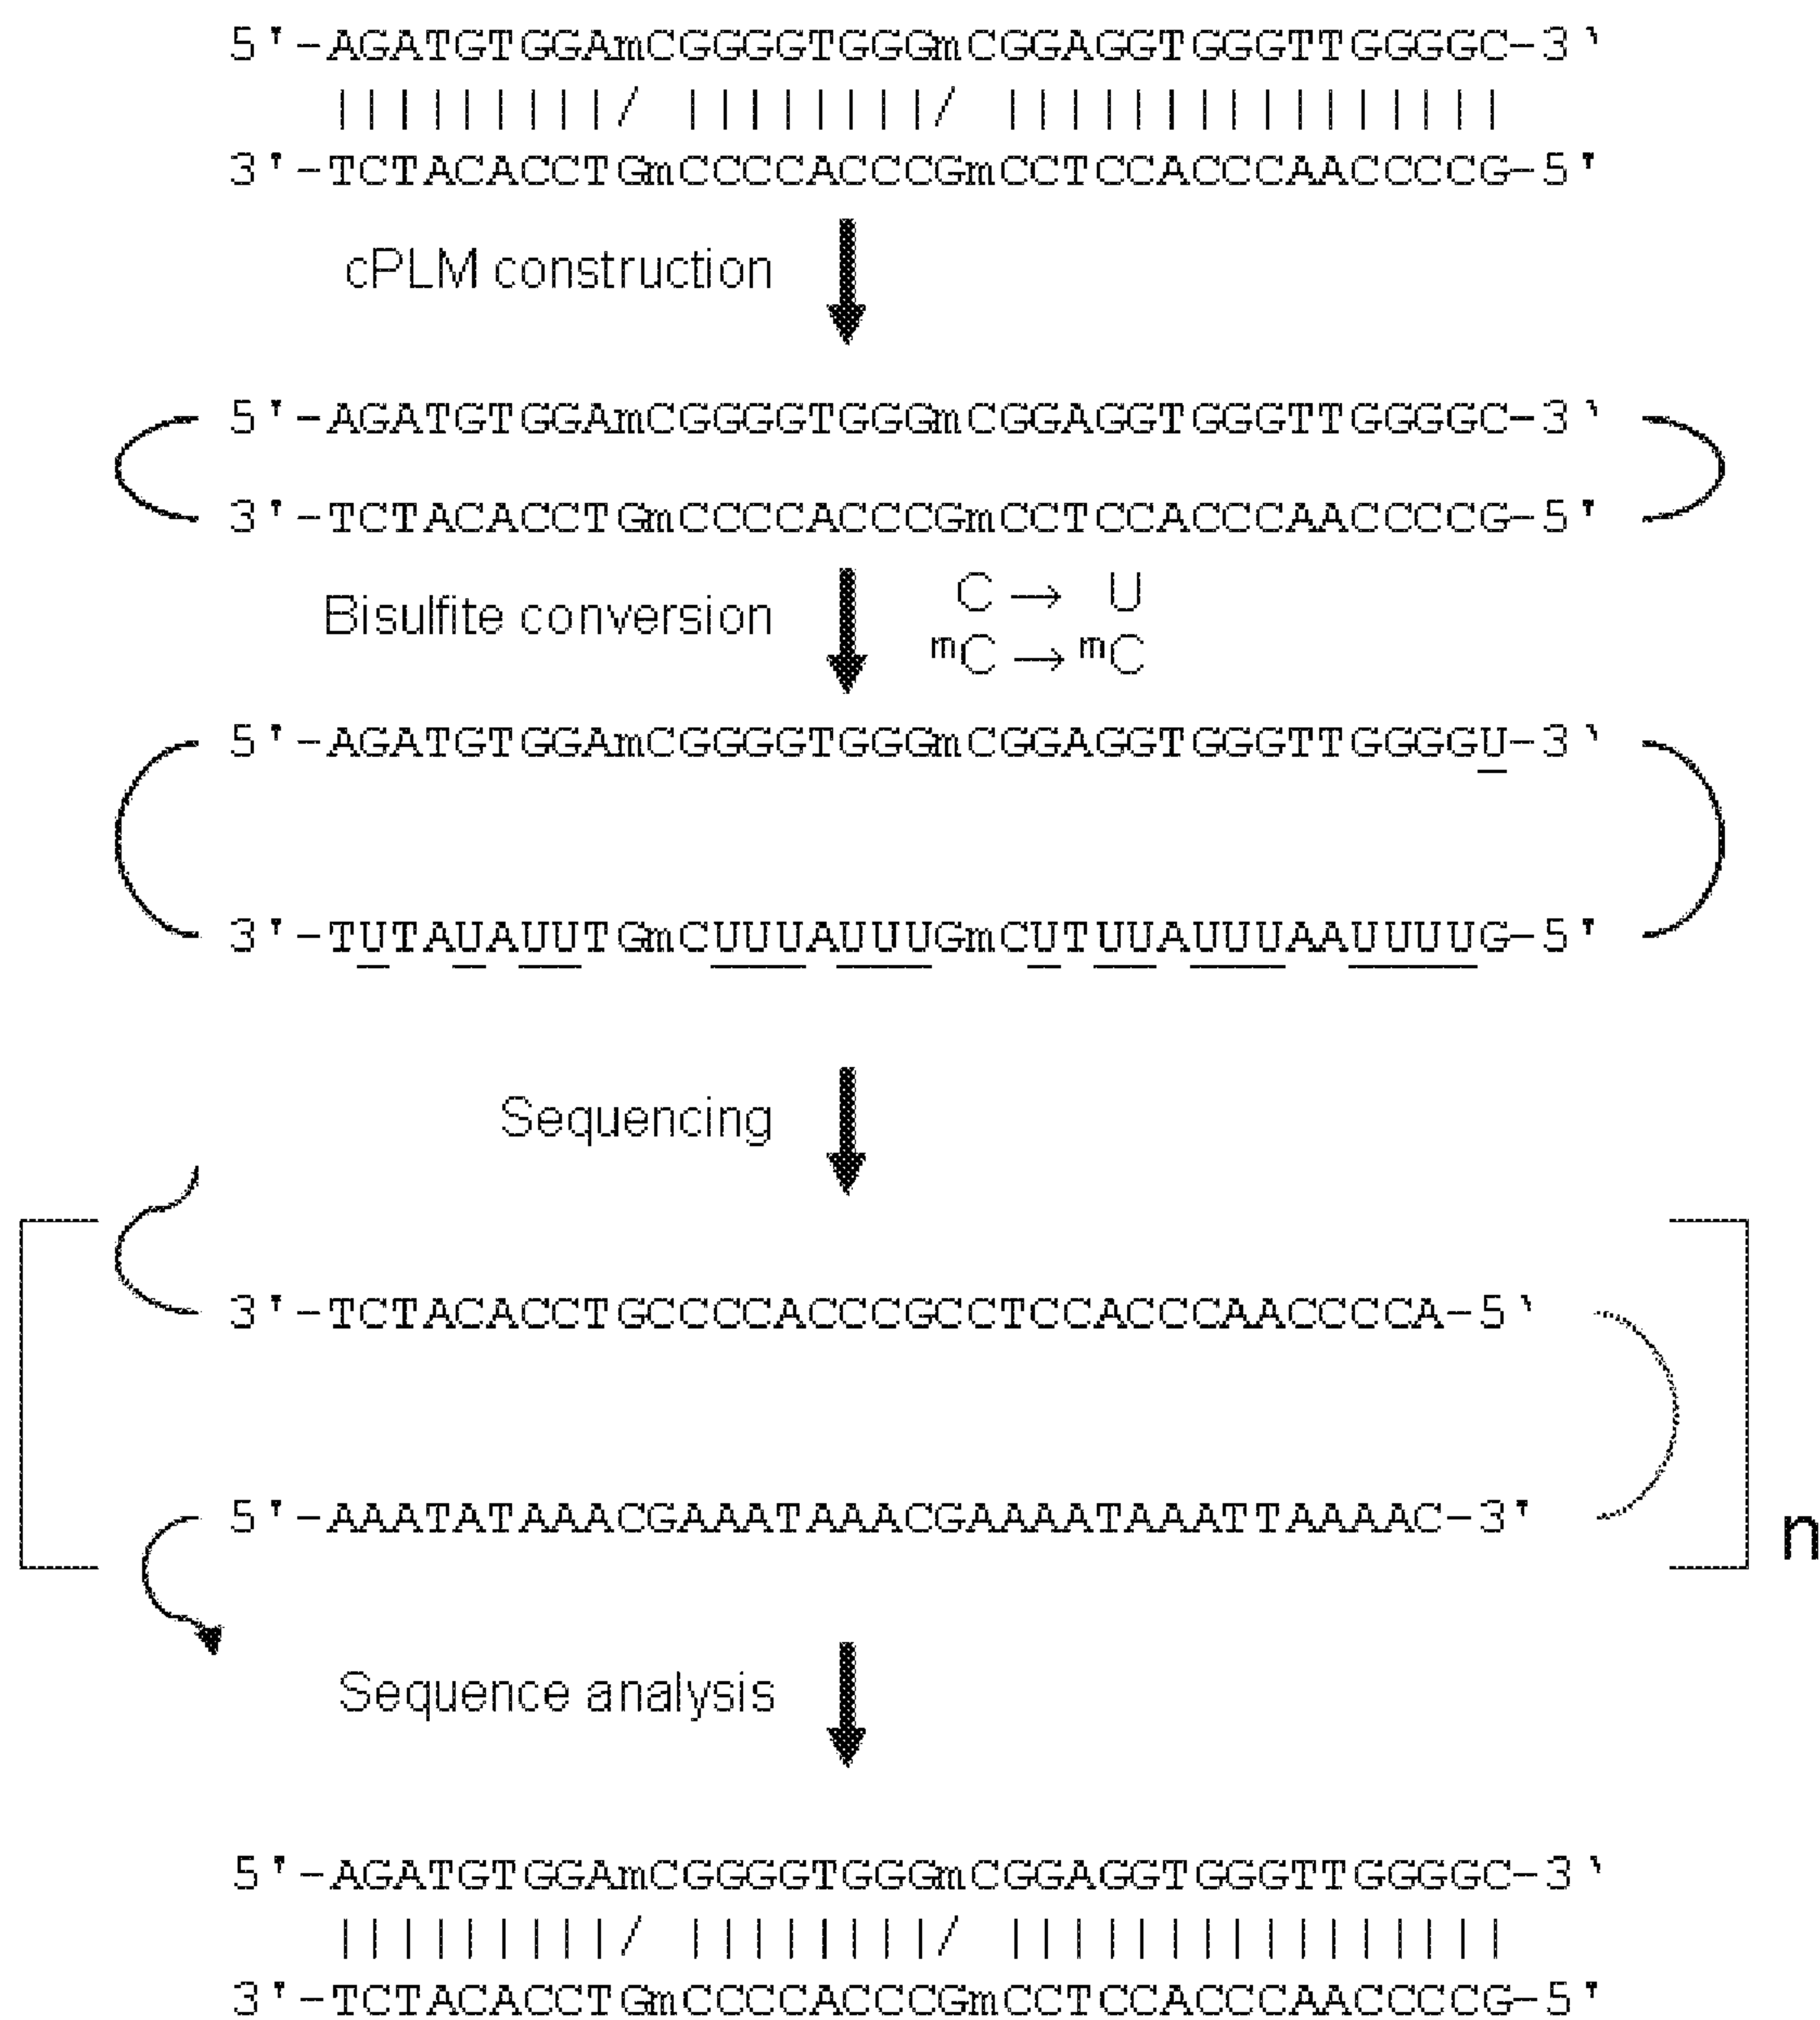 5'-AGATGTGGAmCGGGGTGGGmCGGAGGTGGGTTGGGGC-3'
|||||||||/ ||||||||/ ||||||||||||||||
3'-TCTACACCTGmCCCCACCCGmCCTCCACCCAACCCCG-5'
cPLM construction
5'-AGATGTGGAmCGGGGTGGGmCGGAGGTGGGTTGGGGC-3'
3'-TCTACACCTGmCCCCACCCGmCCTCCACCCAACCCCG-5'
Bisulfite conversion
C → U
mC → mC
5'-AGATGTGGAmCGGGGTGGGmCGGAGGTGGGTTGGGGU-3'
3'-TUTAUAUUTGmCUUUAUUUGmCUTUUAUUUAAUUUUG-5'
Sequencing
3'-TCTACACCTGCCCCACCCGCCTCCACCCAACCCCA-5'
5'-AAATATAAACGAAATAAACGAAAATAAATTAAAAC-3'
n
Sequence analysis
5'-AGATGTGGAmCGGGGTGGGmCGGAGGTGGGTTGGGGC-3'
|||||||||/ ||||||||/ ||||||||||||||||
3'-TCTACACCTGmCCCCACCCGmCCTCCACCCAACCCCG-5'